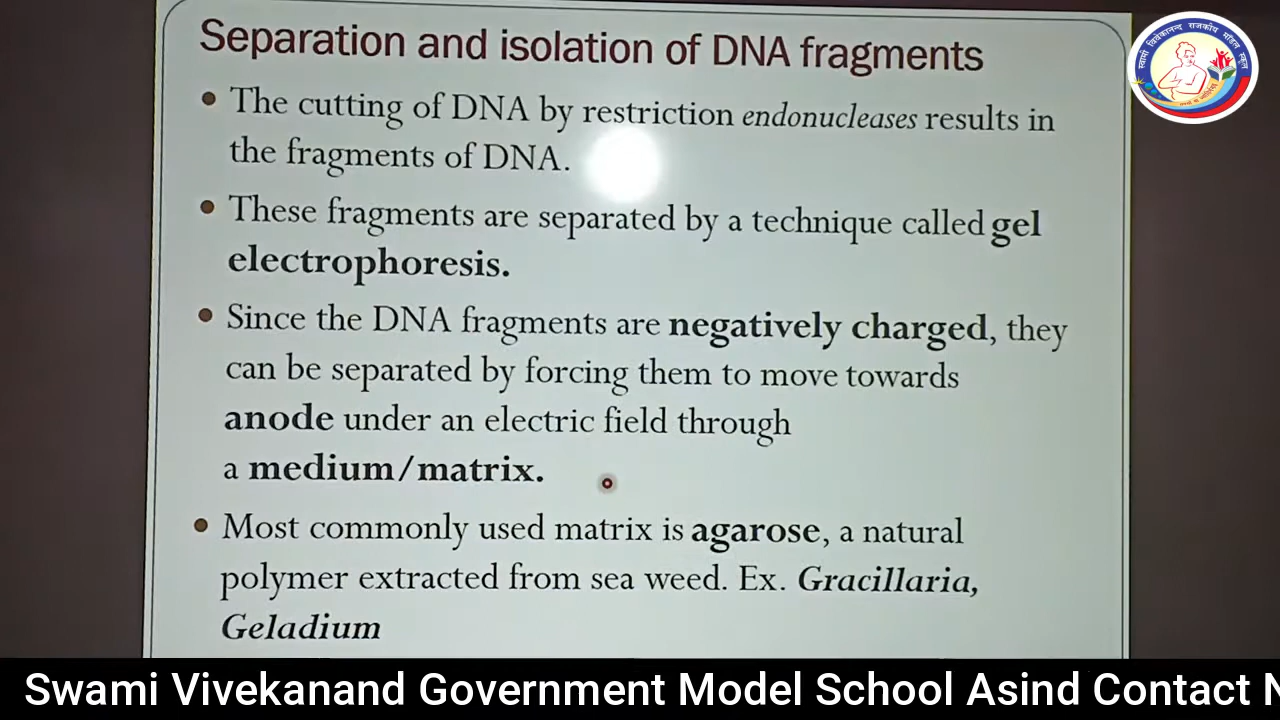 Separation and isolation of DNA fragments
The cutting of DNA by restriction endonucleases results in
the fragments of DNA.
These fragments are separated by a technique called gel
electrophoresis.
Since the DNA fragments are negatively charged, they
can be separated by forcing them to move towards
anode under an electric field through
a medium/matrix.
Most commonly used matrix is agarose, a natural
polymer extracted from sea weed. Ex. Gracillaria,
Geladium
स्वामी विवेकानन्द राजकीय मॉडल स्कूल
Swami Vivekanand Government Model School Asind Contact N